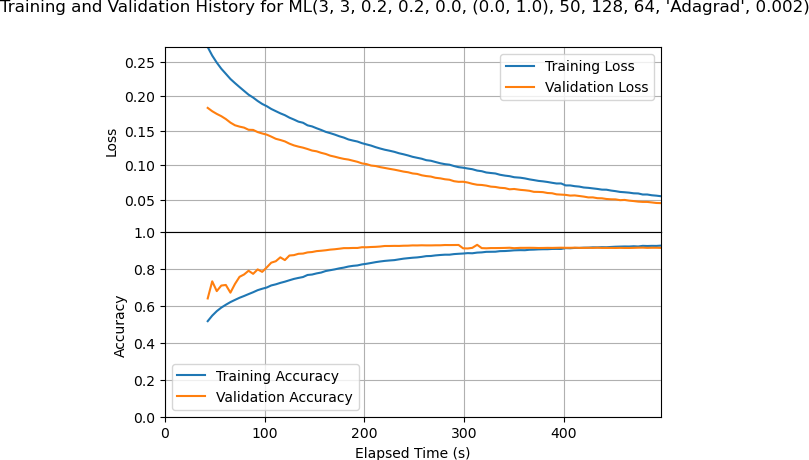 Training and Validation History for ML(3, 3, 0.2, 0.2, 0.0, (0.0, 1.0), 50, 128, 64, 'Adagrad', 0.002)
0.25
0.20
0.15
0.10
0.05
Loss
Training Loss
Validation Loss
1.0
0.8
0.6
0.4
0.2
0.0
Accuracy
Training Accuracy
Validation Accuracy
0
100
200
300
400
Elapsed Time (s)